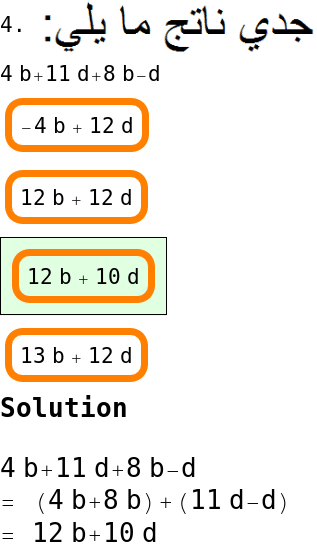 4. جدي ناتج ما يلي:
4 b+11 d+8 b−d
−4 b + 12 d
12 b + 12 d
12 b + 10 d
13 b + 12 d
Solution
4 b+11 d+8 b−d
= (4 b+8 b) + (11 d−d)
= 12 b+10 d